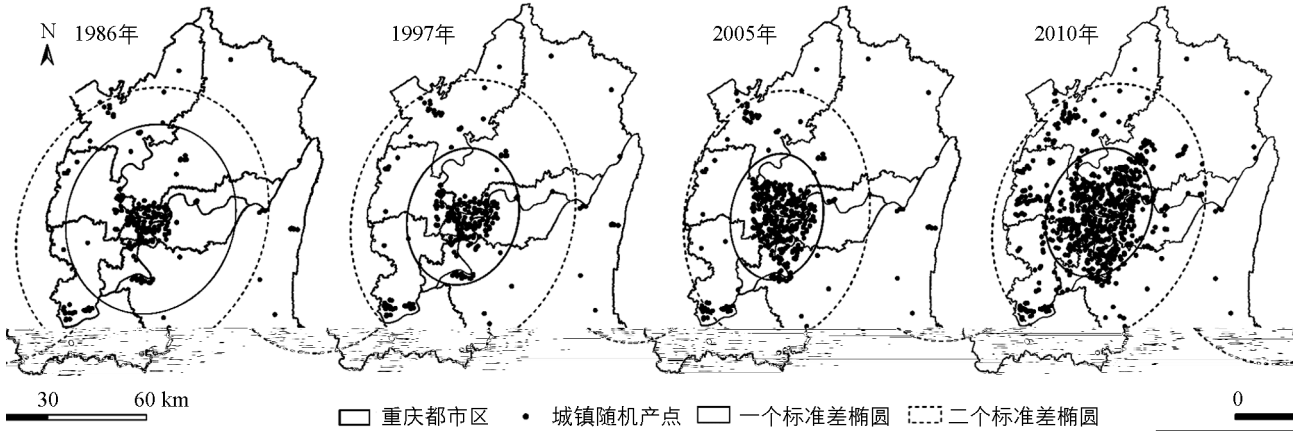 N 1986年 1997年 2005年 2010年
30 60 km 重庆都市区 城镇随机产点 一个标准差椭圆 二个标准差椭圆 0